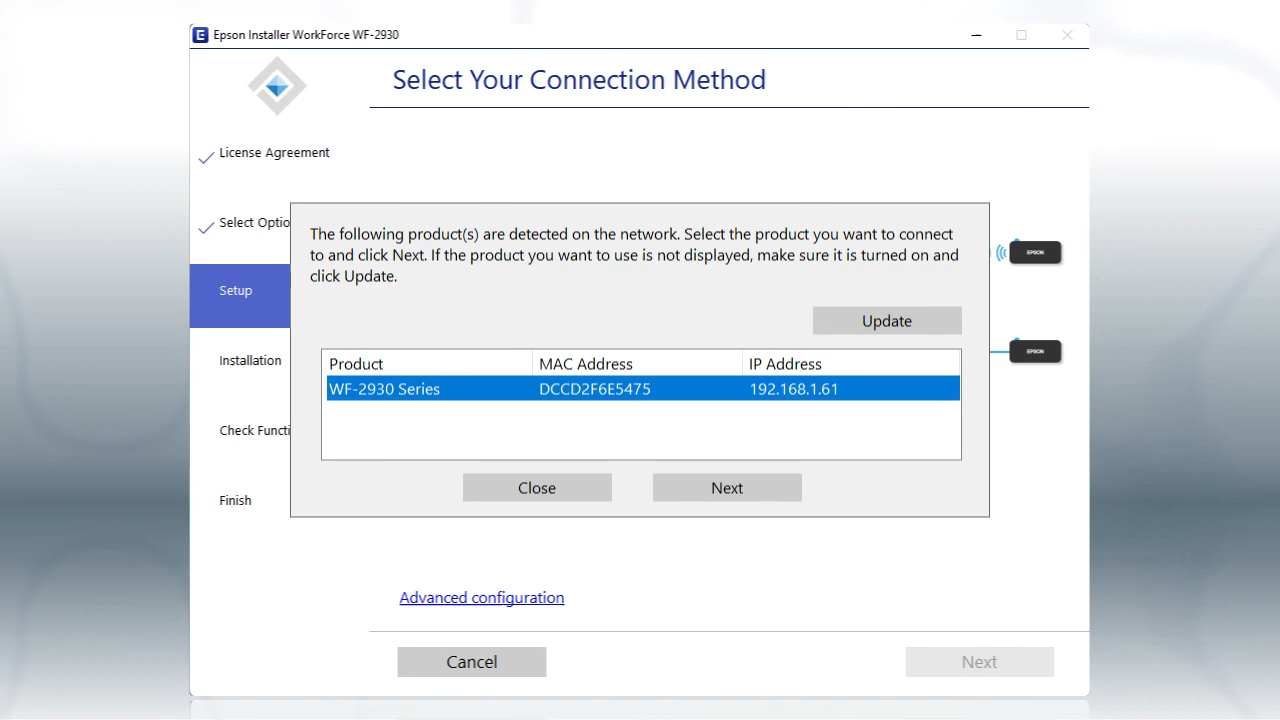 Epson Installer WorkForce WF-2930
Select Your Connection Method
License Agreement
Select Optio
Setup
Installation
Check Functi
Finish
The following product(s) are detected on the network. Select the product you want to connect
to and click Next. If the product you want to use is not displayed, make sure it is turned on and
click Update.
Update
Product MAC Address IP Address
WF-2930 Series DCCD2F6E5475 192.168.1.61
Close Next
EPSON
EPSON
Advanced configuration
Cancel Next